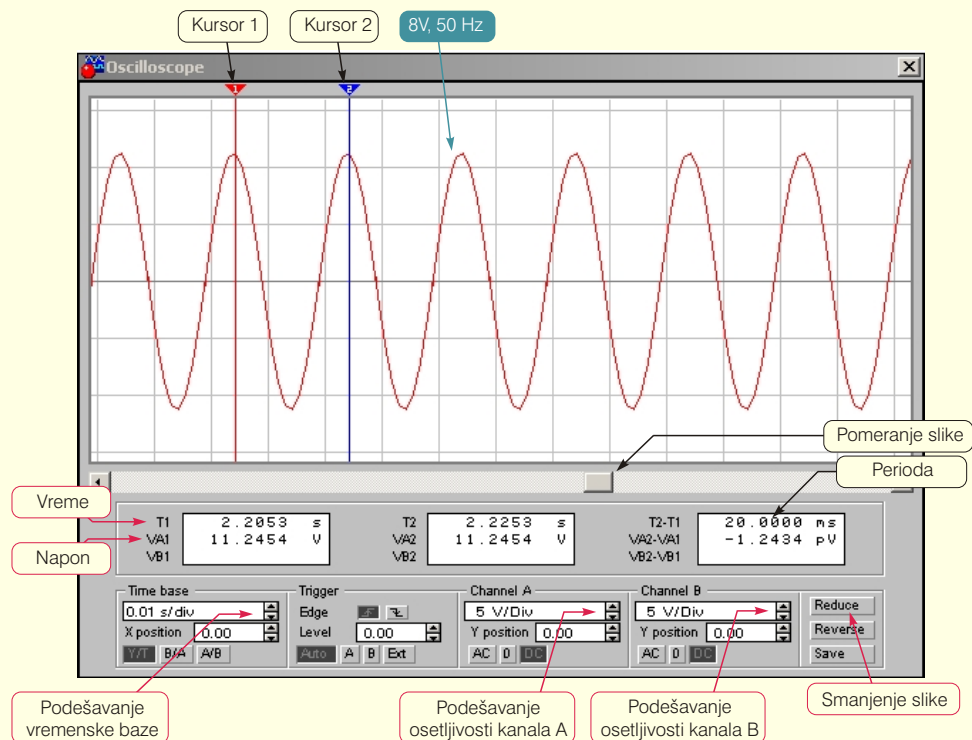 Kursor 1
Kursor 2
8V, 50 Hz
Oscilloscope
1
2
Pomeranje slike
Perioda
Vreme
Napon
T1 2.2053 s
VA1 11.2454 V
VB1
T2 2.2253 s
VA2 11.2454 V
VB2
T2-T1 20.0000 ms
VA2-VA1 -1.2434 pV
VB2-VB1
Time base
0.01 s/div
X position 0.00
Y/T B/A A/B
Trigger
Edge
Level 0.00
Auto A B Ext
Channel A
5 V/Div
Y position 0.00
AC 0 DC
Channel B
5 V/Div
Y position 0.00
AC 0 DC
Reduce
Reverse
Save
Podešavanje
vremenske baze
Podešavanje
osetljivosti kanala A
Podešavanje
osetljivosti kanala B
Smanjenje slike